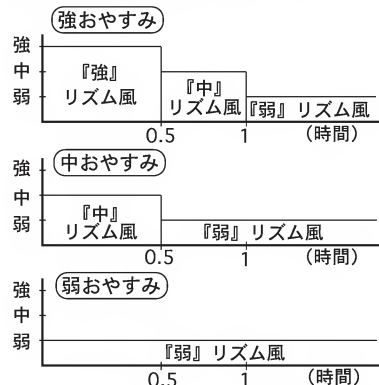 強おやすみ
強
中
弱
『強』
リズム風
『中』
リズム風
『弱』リズム風
0.5
1
(時間)
中おやすみ
強
中
弱
『中』
リズム風
『弱』リズム風
0.5
1
(時間)
弱おやすみ
強
中
弱
『弱』リズム風
0.5
1
(時間)